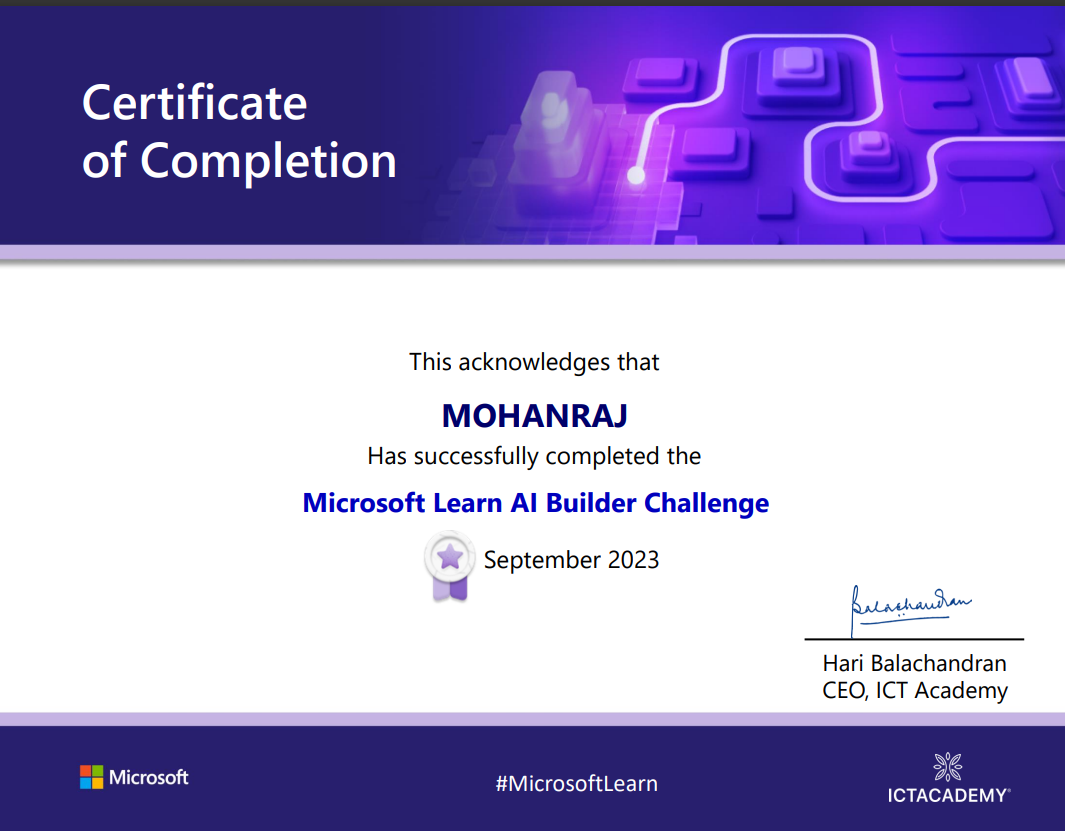 Certificate
of Completion
This acknowledges that
MOHANRAJ
Has successfully completed the
Microsoft Learn AI Builder Challenge
September 2023
Balachandran
Hari Balachandran
CEO, ICT Academy
Microsoft
#MicrosoftLearn
ICTACADEMY®